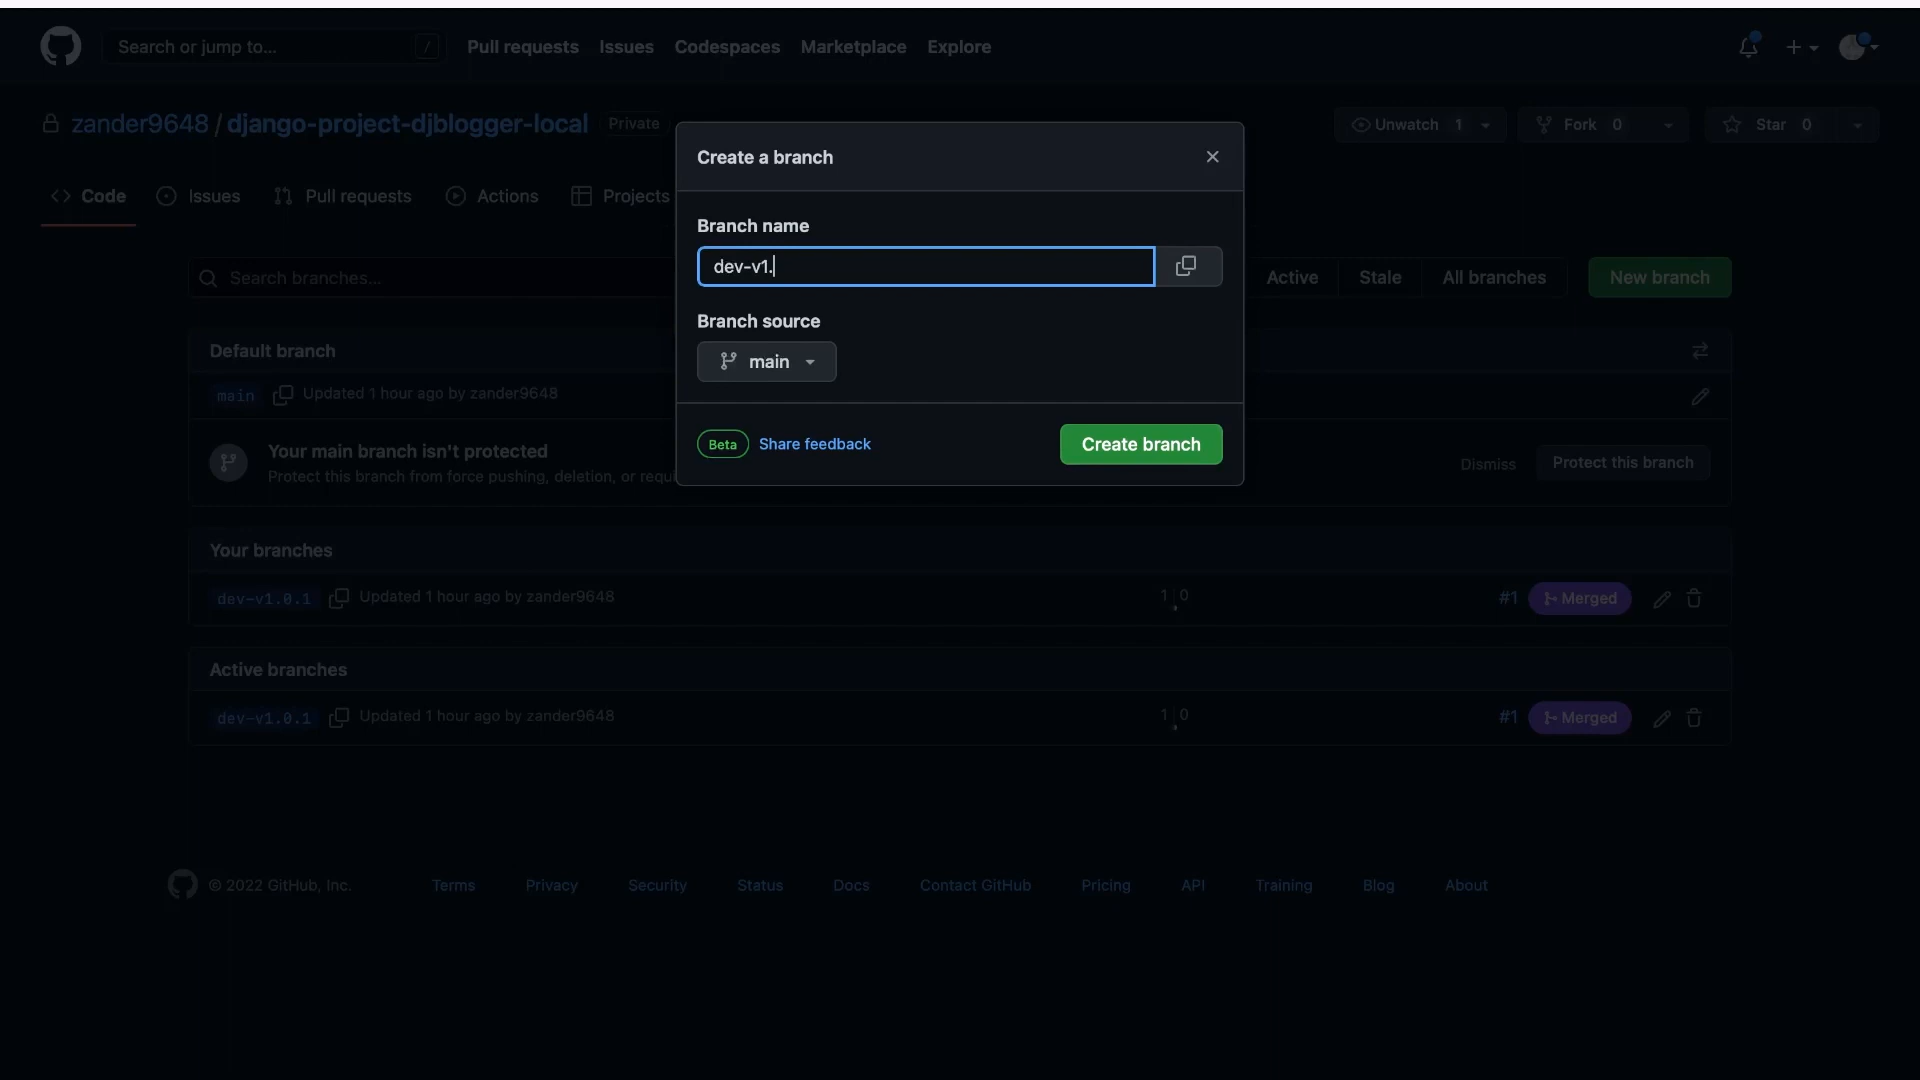 Search or jump to... /
Pull requests Issues Codespaces Marketplace Explore
zander9648 / django-project-djblogger-local Private
Unwatch 1 Fork 0 Star 0
Code Issues Pull requests Actions Projects
Create a branch
Branch name
dev-v1.
Branch source
main
Beta Share feedback Create branch
Search branches...
Active Stale All branches New branch
Default branch
main Updated 1 hour ago by zander9648
Your main branch isn't protected
Protect this branch from force pushing, deletion, or requi
Dismiss Protect this branch
Your branches
dev-v1.0.1 Updated 1 hour ago by zander9648 1 0 #1 Merged
Active branches
dev-v1.0.1 Updated 1 hour ago by zander9648 1 0 #1 Merged
© 2022 GitHub, Inc. Terms Privacy Security Status Docs Contact GitHub Pricing API Training Blog About